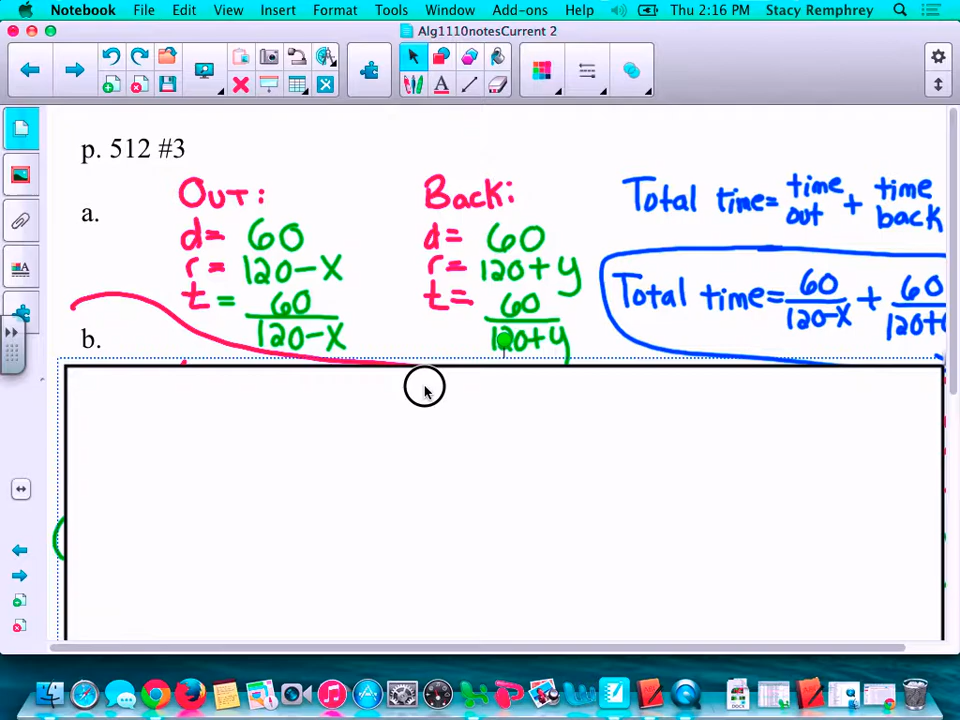 Notebook File Edit View Insert Format Tools Window Add-ons Help Thu 2:16 PM Stacy Remphrey
Alg1110notesCurrent 2
p. 512 #3
a.
Out:
d= 60
r= 120-x
t= 60
120-x
Back:
d= 60
r= 120+y
t= 60
120+y
Total time= time out + time back
Total time= 60/120-x + 60/120+
b.